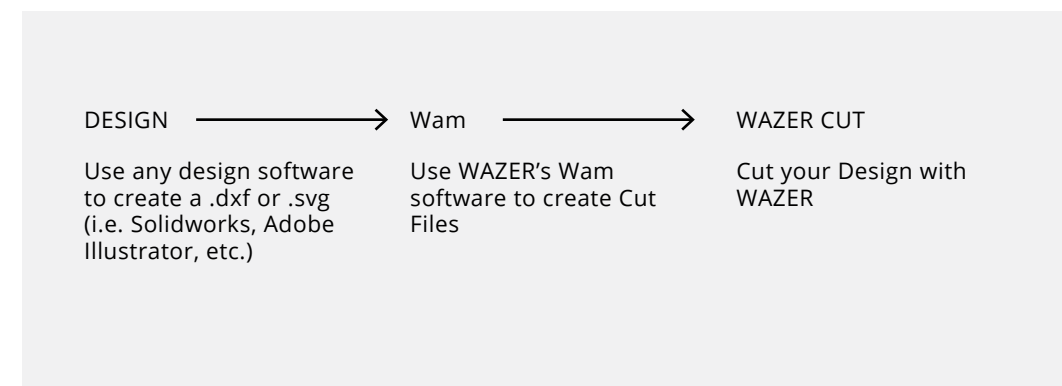 DESIGN
Use any design software
to create a .dxf or .svg
(i.e. Solidworks, Adobe
Illustrator, etc.)
Wam
Use WAZER’s Wam
software to create Cut
Files
WAZER CUT
Cut your Design with
WAZER